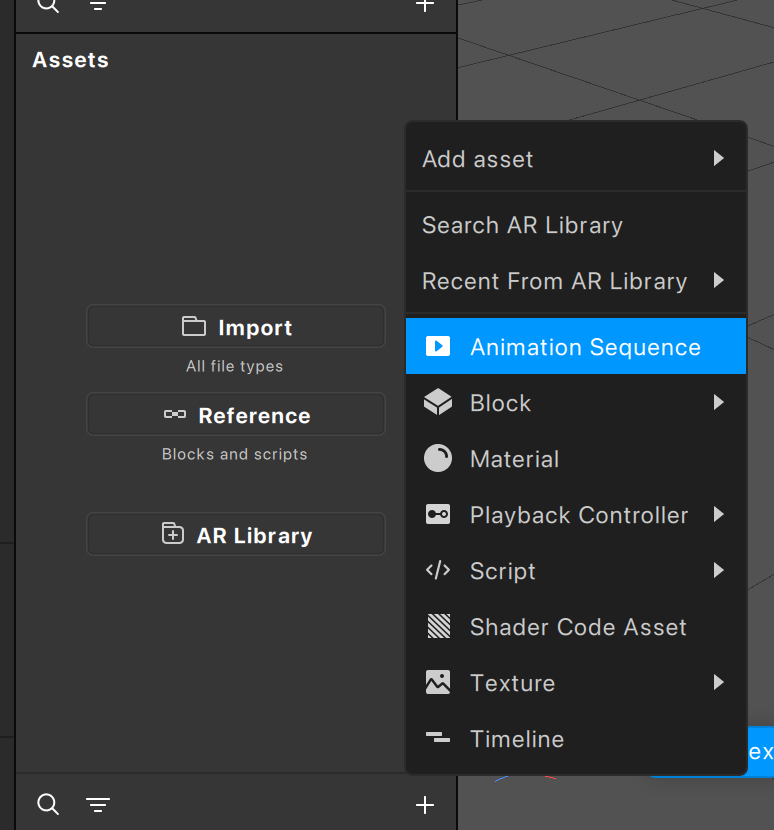 Assets
Import
All file types
Reference
Blocks and scripts
AR Library
Add asset
Search AR Library
Recent From AR Library
Animation Sequence
Block
Material
Playback Controller
Script
Shader Code Asset
Texture
Timeline